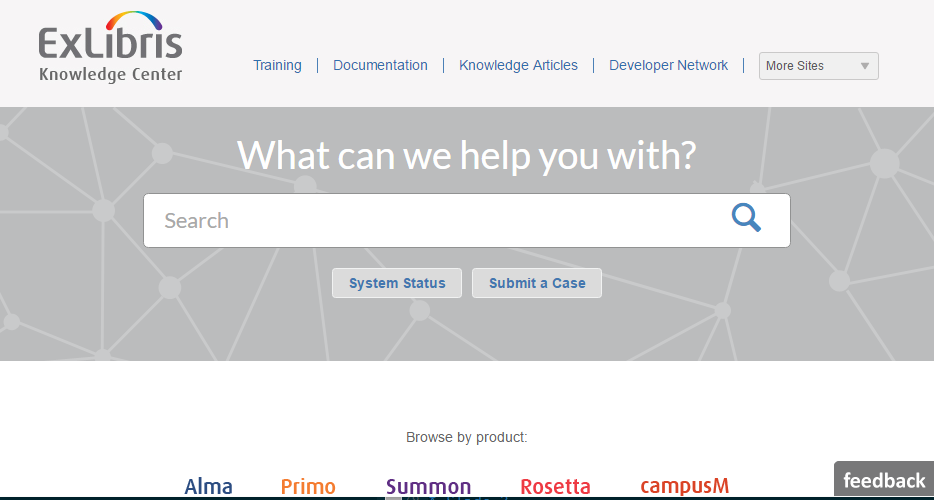 ExLibris
Knowledge Center
Training | Documentation | Knowledge Articles | Developer Network | More Sites
What can we help you with?
Search
System Status Submit a Case
Browse by product:
Alma Primo Summon Rosetta campusM
feedback